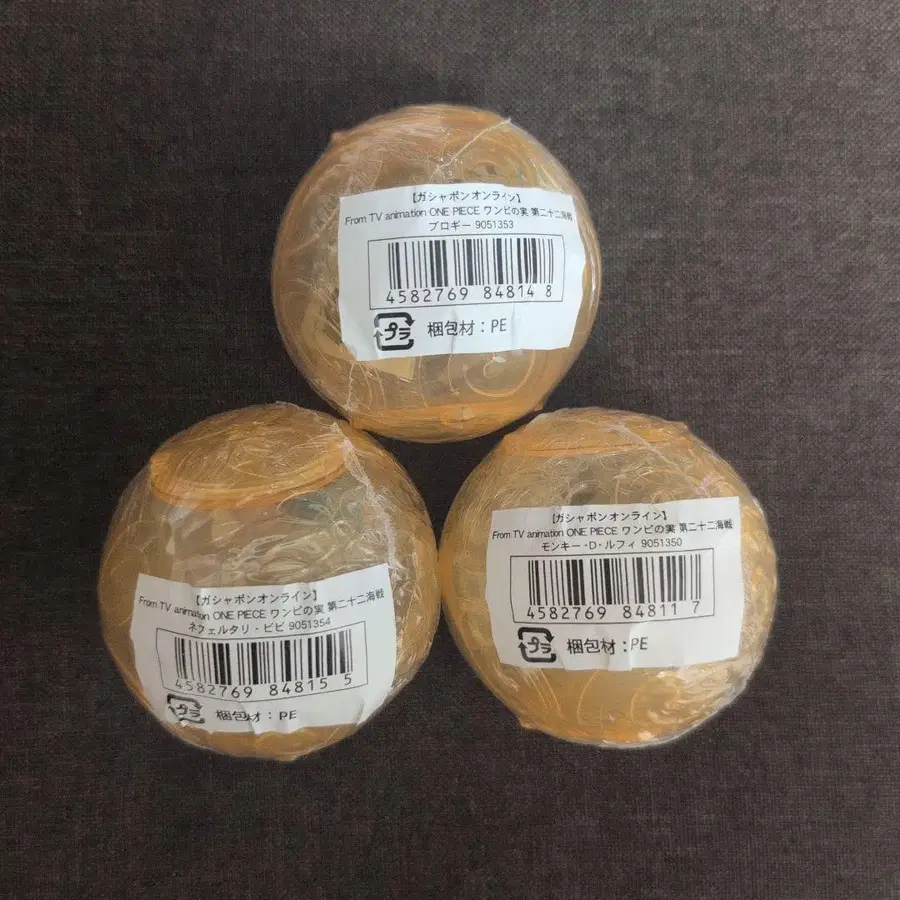 【ガシャポンオンライン】
From TV animation ONE PIECE ワンピの実 第二十二海戦
ブロギー 9051353
4582769 84814 8
プラ 梱包材：PE
【ガシャポンオンライン】
From TV animation ONE PIECE ワンピの実 第二十二海戦
ネフェルタリ・ビビ 9051354
4582769 84815 5
プラ 梱包材：PE
【ガシャポンオンライン】
From TV animation ONE PIECE ワンピの実 第二十二海戦
モンキー・D・ルフィ 9051350
4582769 84811 7
プラ 梱包材：PE